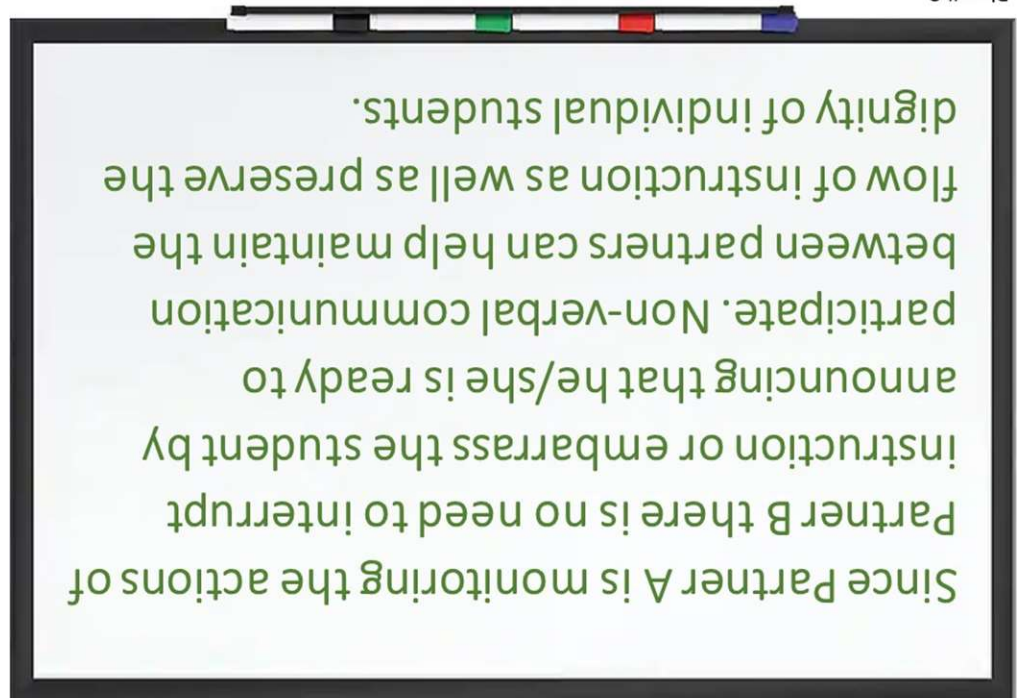 Since Partner A is monitoring the actions of
Partner B there is no need to interrupt
instruction or embarrass the student by
announcing that he/she is ready to
participate. Non-verbal communication
between partners can help maintain the
flow of instruction as well as preserve the
dignity of individual students.